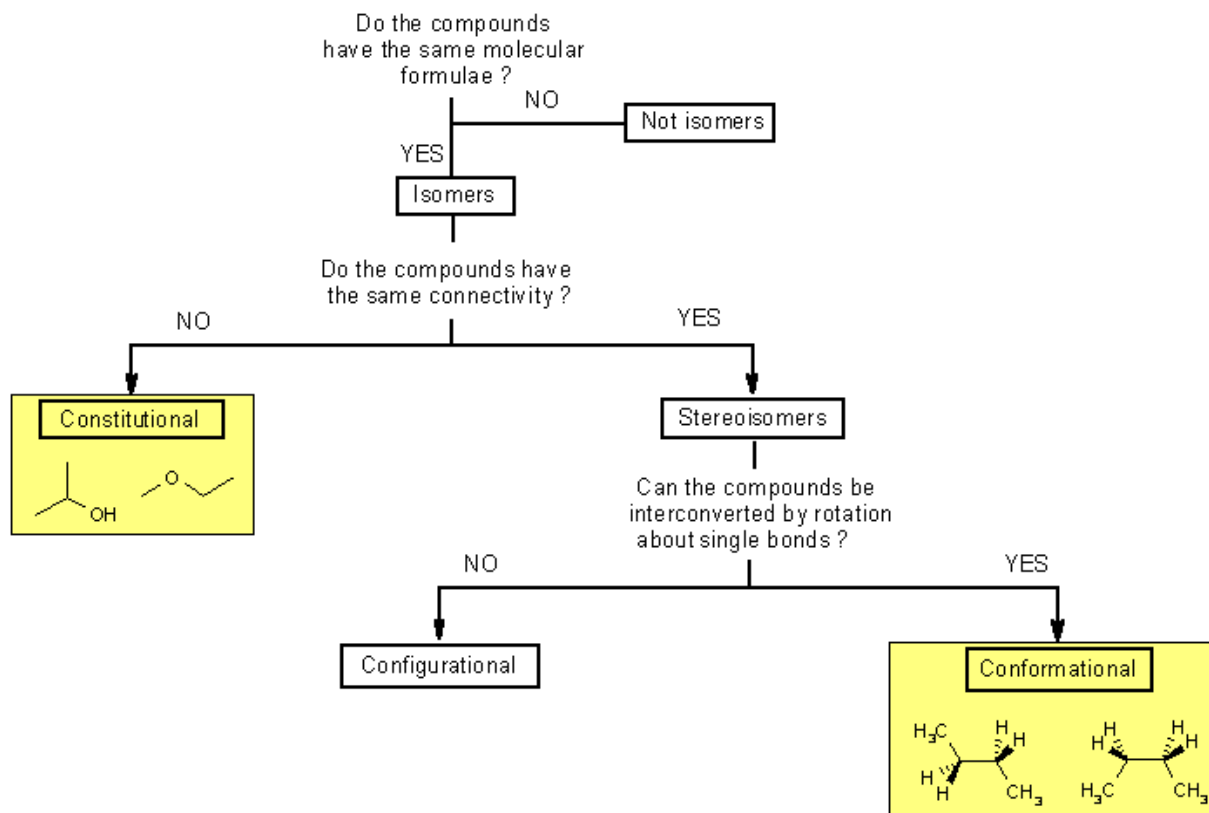 Do the compounds
have the same molecular
formulae ?
NO
Not isomers
YES
Isomers
Do the compounds have
the same connectivity ?
NO
YES
Constitutional
Stereoisomers
O
OH
Can the compounds be
interconverted by rotation
about single bonds ?
NO
YES
Configurational
Conformational
H₃C
H
H
H
H
CH₃
H
H
H
H
H₃C
CH₃